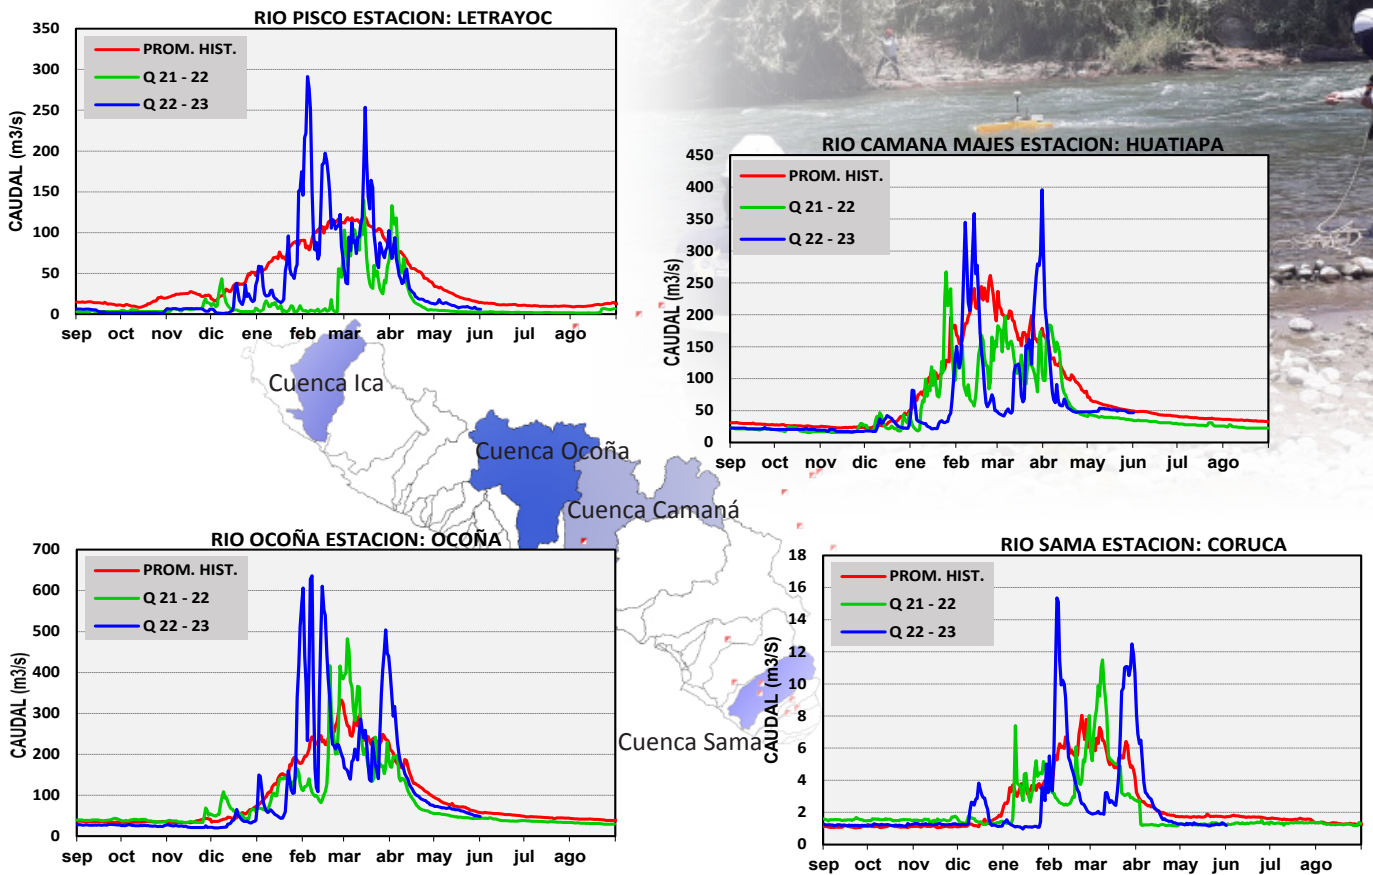 RIO PISCO ESTACION: LETRAYOC
CAUDAL (m3/s)
350
300
250
200
150
100
50
0
PROM. HIST.
Q 21 - 22
Q 22 - 23
sep oct nov dic ene feb mar abr may jun jul ago
RIO CAMANA MAJES ESTACION: HUATIAPA
CAUDAL (m3/s)
450
400
350
300
250
200
150
100
50
0
PROM. HIST.
Q 21 - 22
Q 22 - 23
sep oct nov dic ene feb mar abr may jun jul ago
Cuenca Ica
Cuenca Ocoña
Cuenca Camaná
Cuenca Sama
RIO OCOÑA ESTACION: OCOÑA
CAUDAL (m3/s)
700
600
500
400
300
200
100
0
PROM. HIST.
Q 21 - 22
Q 22 - 23
sep oct nov dic ene feb mar abr may jun jul ago
RIO SAMA ESTACION: CORUCA
CAUDAL (m3/s)
18
16
14
12
10
8
6
4
2
0
PROM. HIST.
Q 21 - 22
Q 22 - 23
sep oct nov dic ene feb mar abr may jun jul ago